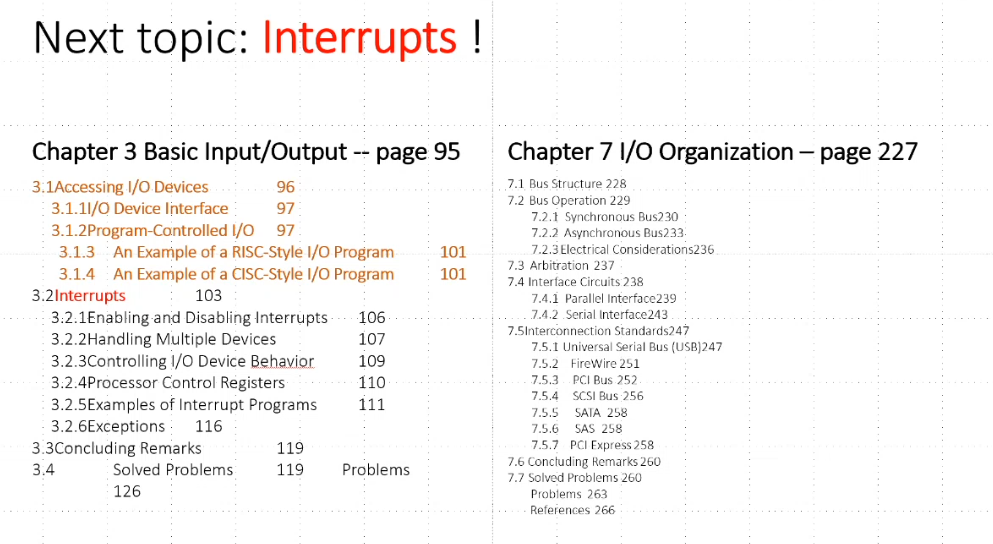 Next topic: Interrupts !
Chapter 3 Basic Input/Output -- page 95
3.1Accessing I/O Devices 96
3.1.1I/O Device Interface 97
3.1.2Program-Controlled I/O 97
3.1.3 An Example of a RISC-Style I/O Program 101
3.1.4 An Example of a CISC-Style I/O Program 101
3.2Interrupts 103
3.2.1Enabling and Disabling Interrupts 106
3.2.2Handling Multiple Devices 107
3.2.3Controlling I/O Device Behavior 109
3.2.4Processor Control Registers 110
3.2.5Examples of Interrupt Programs 111
3.2.6Exceptions 116
3.3Concluding Remarks 119
3.4 Solved Problems 119 Problems
126
Chapter 7 I/O Organization – page 227
7.1 Bus Structure 228
7.2 Bus Operation 229
7.2.1 Synchronous Bus230
7.2.2 Asynchronous Bus233
7.2.3Electrical Considerations236
7.3 Arbitration 237
7.4 Interface Circuits 238
7.4.1 Parallel Interface239
7.4.2 Serial Interface243
7.5Interconnection Standards247
7.5.1 Universal Serial Bus (USB)247
7.5.2 FireWire 251
7.5.3 PCI Bus 252
7.5.4 SCSI Bus 256
7.5.5 SATA 258
7.5.6 SAS 258
7.5.7 PCI Express 258
7.6 Concluding Remarks 260
7.7 Solved Problems 260
Problems 263
References 266